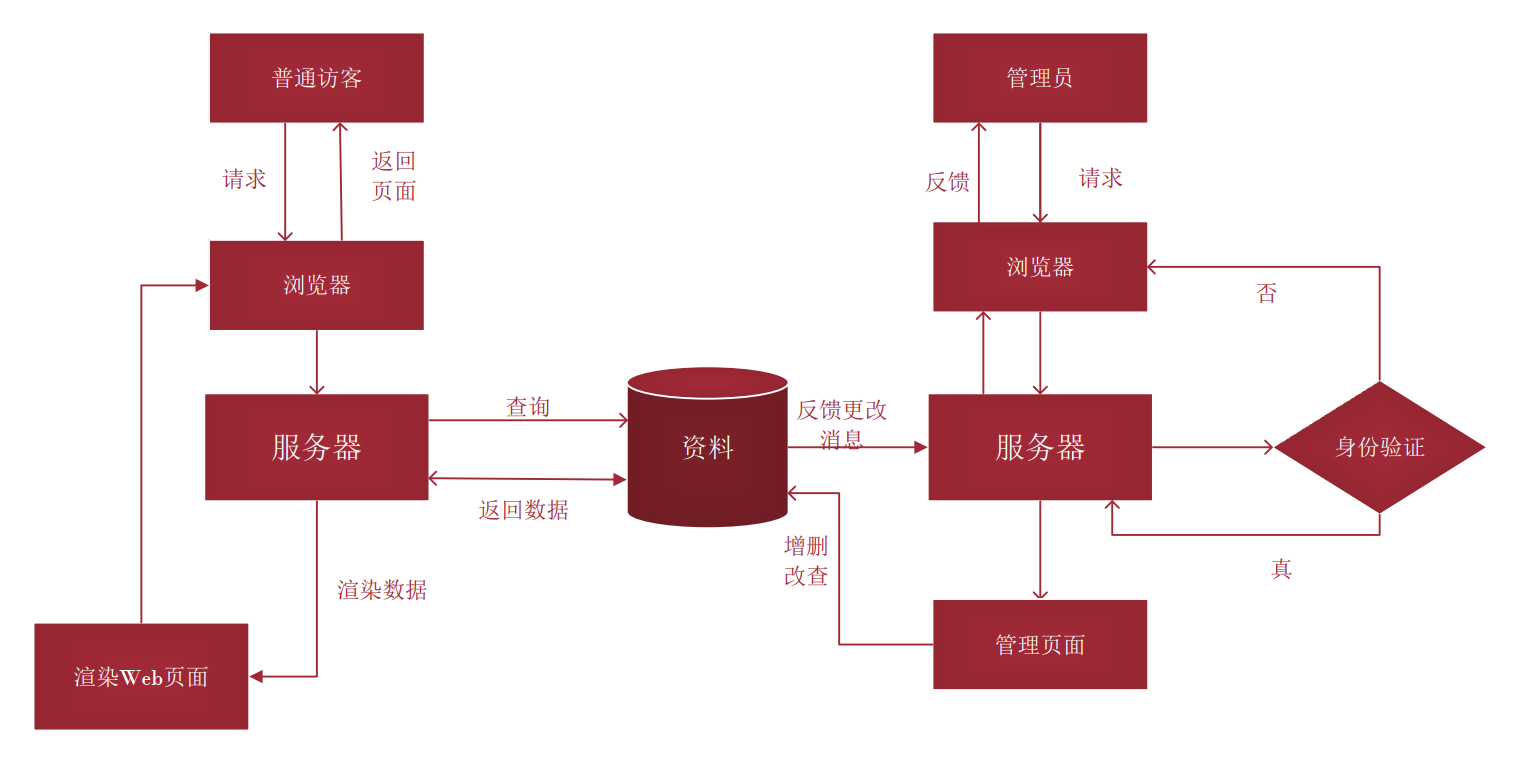 普通访客
管理员
请求
返回
页面
反馈
请求
浏览器
浏览器
否
服务器
查询
资料
反馈更改
消息
服务器
身份验证
返回数据
增删
改查
真
渲染数据
管理页面
渲染Web页面